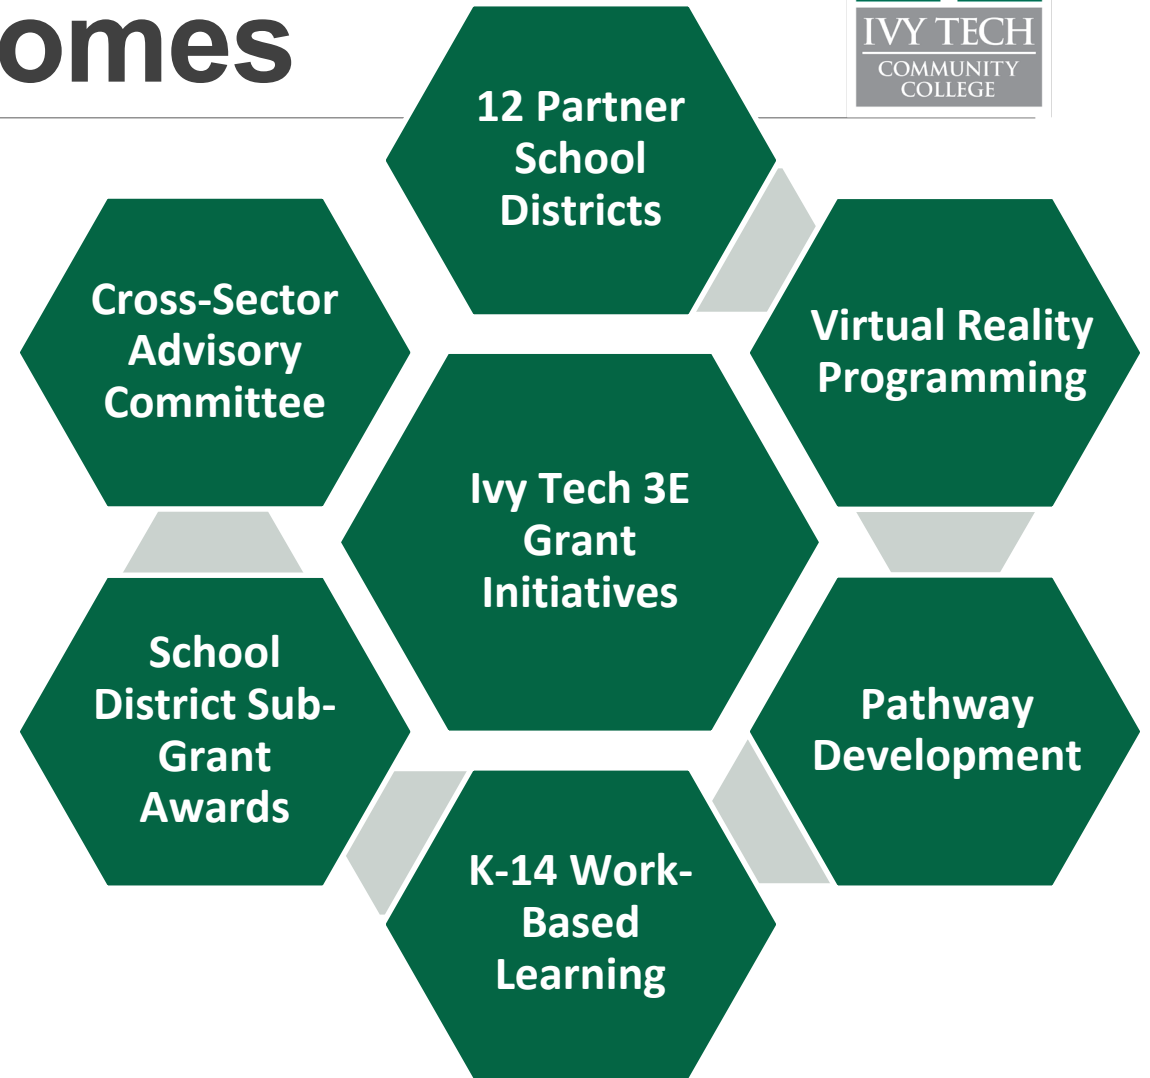 omes
IVY TECH
COMMUNITY
COLLEGE
12 Partner
School
Districts
Cross-Sector
Advisory
Committee
Virtual Reality
Programming
Ivy Tech 3E
Grant
Initiatives
School
District Sub-
Grant
Awards
Pathway
Development
K-14 Work-
Based
Learning